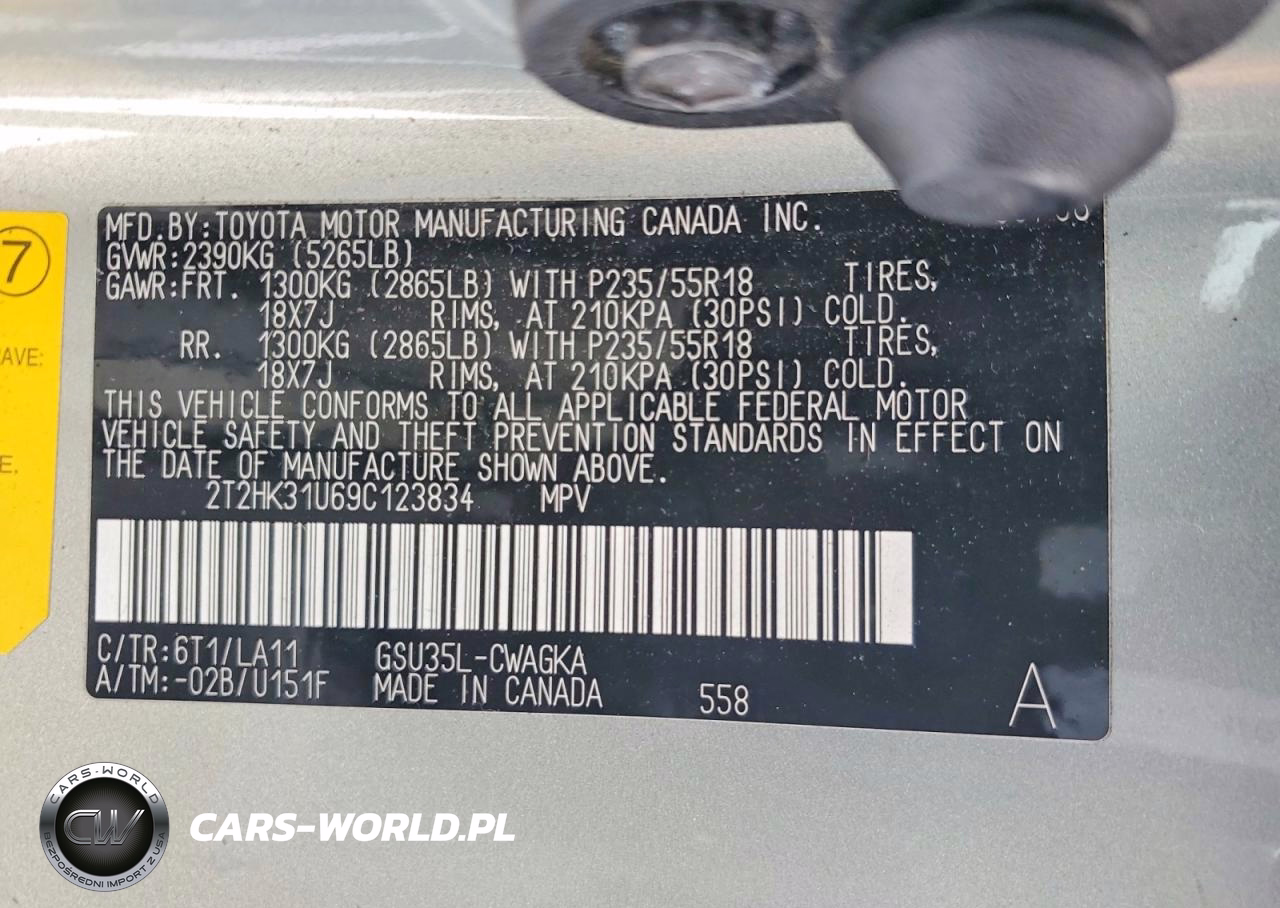 MFD.BY:TOYOTA MOTOR MANUFACTURING CANADA INC.
GVWR:2390KG (5265LB)
GAWR:FRT. 1300KG (2865LB) WITH P235/55R18 TIRES,
18X7J RIMS, AT 210KPA (30PSI) COLD.
RR. 1300KG (2865LB) WITH P235/55R18 TIRES,
18X7J RIMS, AT 210KPA (30PSI) COLD.
THIS VEHICLE CONFORMS TO ALL APPLICABLE FEDERAL MOTOR
VEHICLE SAFETY AND THEFT PREVENTION STANDARDS IN EFFECT ON
THE DATE OF MANUFACTURE SHOWN ABOVE.
2T2HK31U69C123834 MPV
C/TR:6T1/LA11 GSU35L-CWAGKA
A/TM:-02B/U151F MADE IN CANADA 558 A
7
CARS-WORLD
CW
BEZPOŚREDNI IMPORT Z USA
CARS-WORLD.PL